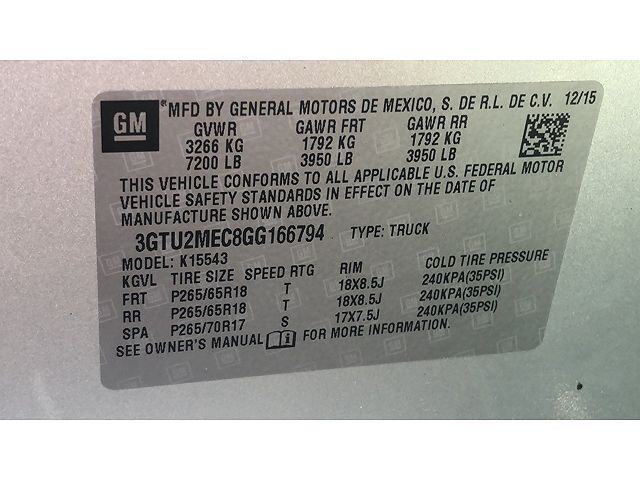 GM ® MFD BY GENERAL MOTORS DE MEXICO, S. DE R.L. DE C.V. 12/15
GVWR GAWR FRT GAWR RR
3266 KG 1792 KG 1792 KG
7200 LB 3950 LB 3950 LB
THIS VEHICLE CONFORMS TO ALL APPLICABLE U.S. FEDERAL MOTOR
VEHICLE SAFETY STANDARDS IN EFFECT ON THE DATE OF
MANUFACTURE SHOWN ABOVE.
3GTU2MEC8GG166794 TYPE: TRUCK
MODEL: K15543
KGVL TIRE SIZE SPEED RTG RIM COLD TIRE PRESSURE
FRT P265/65R18 T 18X8.5J 240KPA(35PSI)
RR P265/65R18 T 18X8.5J 240KPA(35PSI)
SPA P265/70R17 S 17X7.5J 240KPA(35PSI)
SEE OWNER'S MANUAL i FOR MORE INFORMATION.